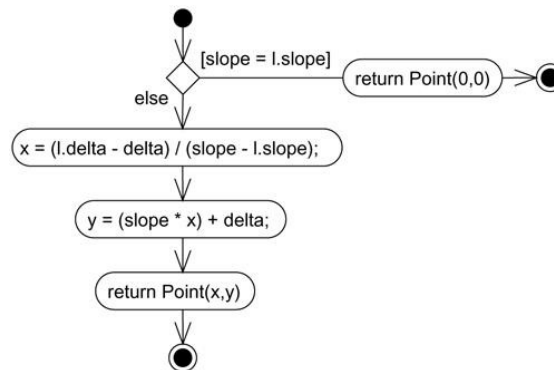 [slope = l.slope]
return Point(0,0)
else
x = (l.delta - delta) / (slope - l.slope);
y = (slope * x) + delta;
return Point(x,y)